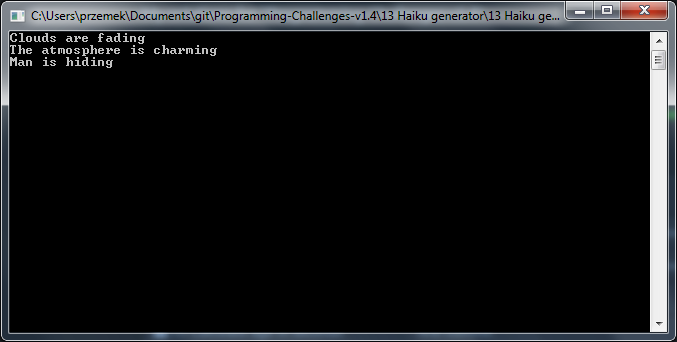 C:\Users\przemek\Documents\git\Programming-Challenges-v1.4\13 Haiku generator\13 Haiku ge...
Clouds are fading
The atmosphere is charming
Man is hiding